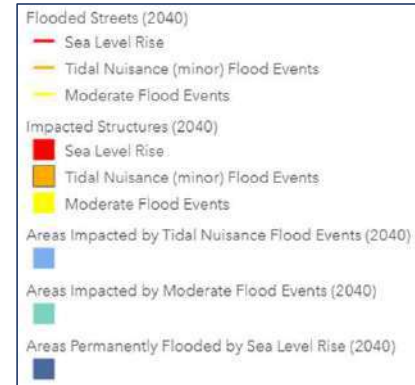 Flooded Streets (2040)
Sea Level Rise
Tidal Nuisance (minor) Flood Events
Moderate Flood Events
Impacted Structures (2040)
Sea Level Rise
Tidal Nuisance (minor) Flood Events
Moderate Flood Events
Areas Impacted by Tidal Nuisance Flood Events (2040)
Areas Impacted by Moderate Flood Events (2040)
Areas Permanently Flooded by Sea Level Rise (2040)